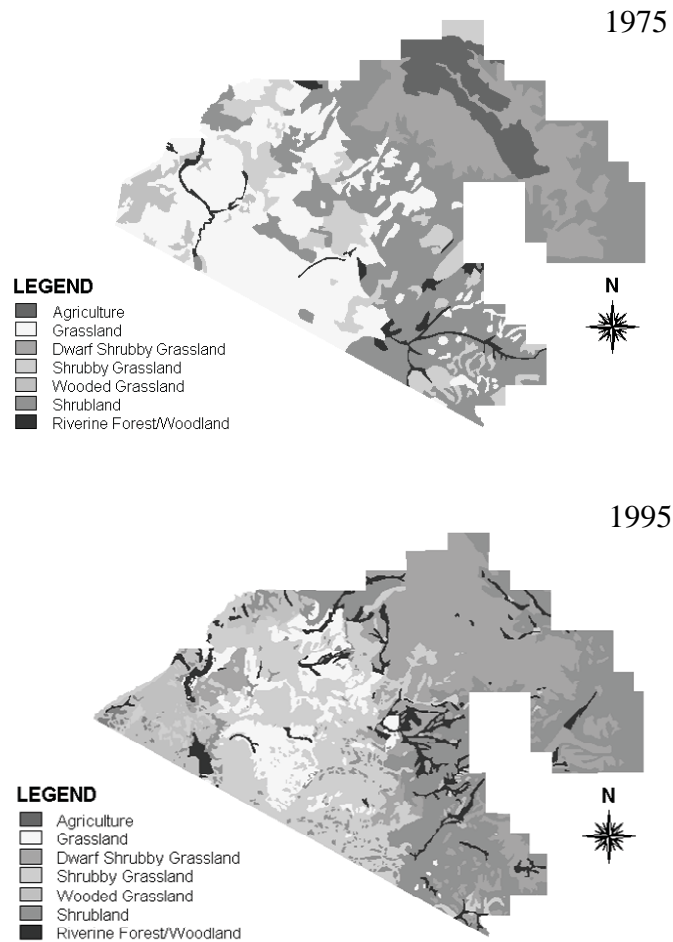 1975
N
LEGEND
Agriculture
Grassland
Dwarf Shrubby Grassland
Shrubby Grassland
Wooded Grassland
Shrubland
Riverine Forest/Woodland
1995
N
LEGEND
Agriculture
Grassland
Dwarf Shrubby Grassland
Shrubby Grassland
Wooded Grassland
Shrubland
Riverine Forest/Woodland